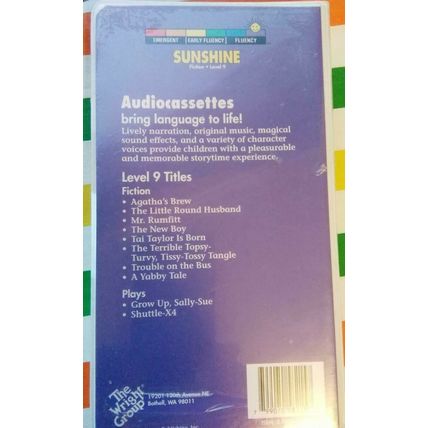 EMERGENT EARLY FLUENCY FLUENCY
SUNSHINE
Fiction • Level 9
Audiocassettes
bring language to life!
Lively narration, original music, magical
sound effects, and a variety of character
voices provide children with a pleasurable
and memorable storytime experience.
Level 9 Titles
Fiction
• Agatha's Brew
• The Little Round Husband
• Mr. Rumfitt
• The New Boy
• Tai Taylor Is Born
• The Terrible Topsy-
Turvy, Tissy-Tossy Tangle
• Trouble on the Bus
• A Yabby Tale
Plays
• Grow Up, Sally-Sue
• Shuttle-X4
The
Wright
Group
19201 120th Avenue NE
Bothell, WA 98011